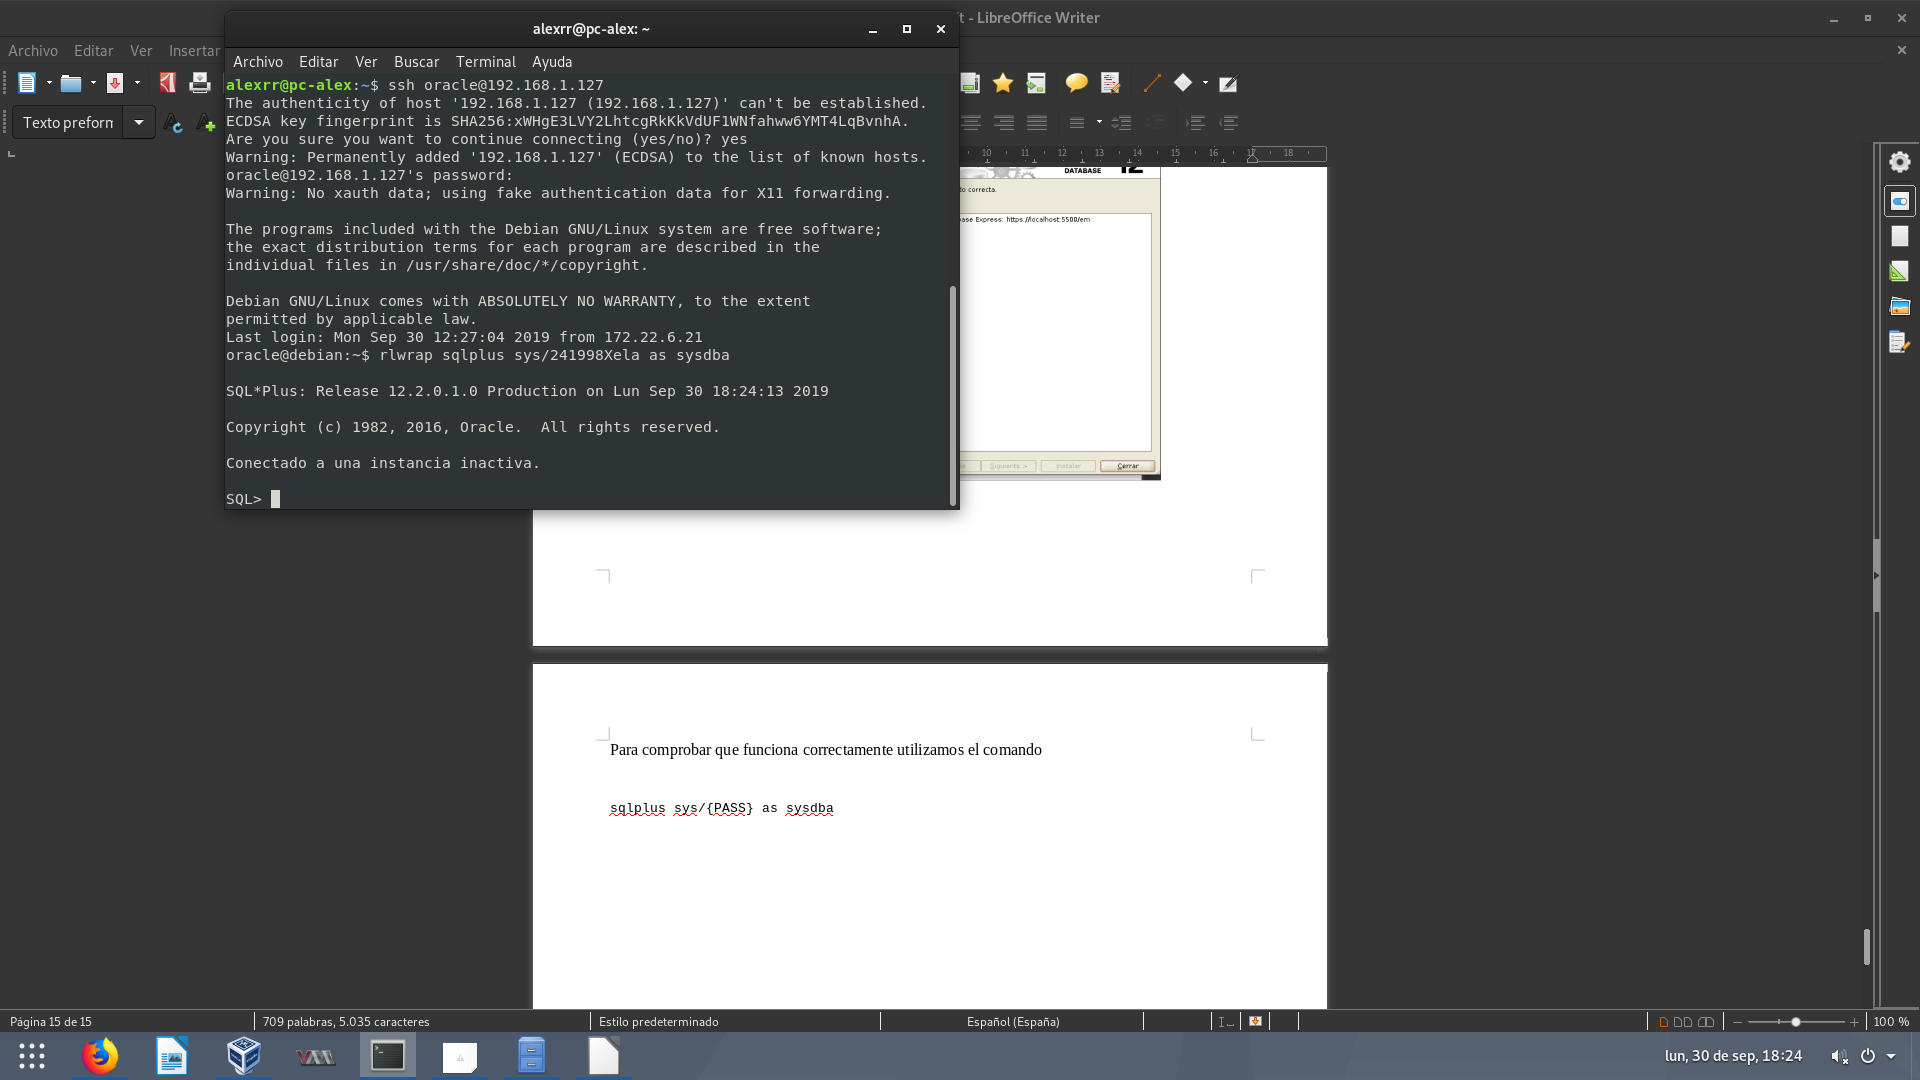 alexrr@pc-alex: ~
t - LibreOffice Writer
Archivo Editar Ver Insertar
Archivo Editar Ver Buscar Terminal Ayuda
alexrr@pc-alex:~$ ssh oracle@192.168.1.127
The authenticity of host '192.168.1.127 (192.168.1.127)' can't be established.
ECDSA key fingerprint is SHA256:xWHgE3LVY2LhtcgRkKkVdUF1WNfahww6YMT4LqBvnhA.
Are you sure you want to continue connecting (yes/no)? yes
Warning: Permanently added '192.168.1.127' (ECDSA) to the list of known hosts.
oracle@192.168.1.127's password:
Warning: No xauth data; using fake authentication data for X11 forwarding.
The programs included with the Debian GNU/Linux system are free software;
the exact distribution terms for each program are described in the
individual files in /usr/share/doc/*/copyright.
Debian GNU/Linux comes with ABSOLUTELY NO WARRANTY, to the extent
permitted by applicable law.
Last login: Mon Sep 30 12:27:04 2019 from 172.22.6.21
oracle@debian:~$ rlwrap sqlplus sys/241998Xela as sysdba
SQL*Plus: Release 12.2.0.1.0 Production on Lun Sep 30 18:24:13 2019
Copyright (c) 1982, 2016, Oracle.  All rights reserved.
Conectado a una instancia inactiva.
SQL>
Texto preforn
10 11 12 13 14 15 16 17 18
DATABASE 12
o correcta.
ase Express: https://localhost:5500/em
Siguiente > Instalar Cerrar
Para comprobar que funciona correctamente utilizamos el comando
sqlplus sys/{PASS} as sysdba
Página 15 de 15 709 palabras, 5.035 caracteres Estilo predeterminado Español (España) 100 %
lun, 30 de sep, 18:24